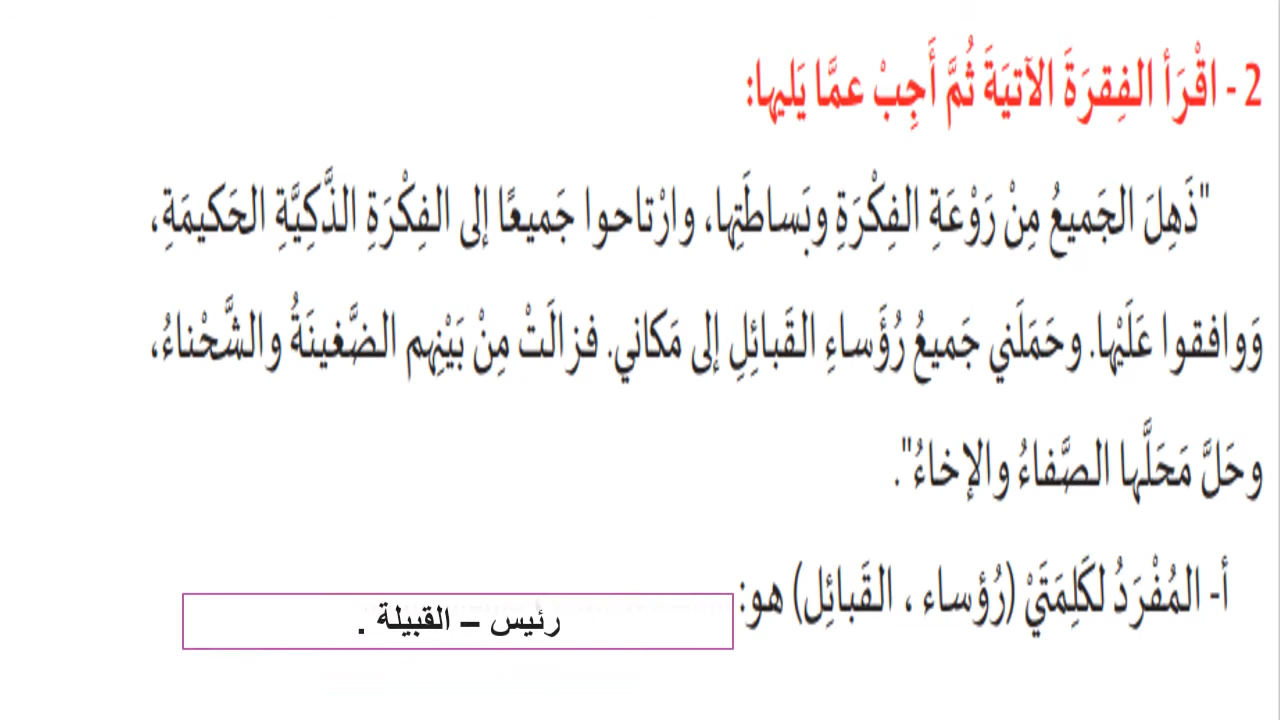 2- اقْرَأ الفِقرَةَ الآتيَةَ ثُمَّ أَجِبْ عمَّا يَليها:
"ذَهِلَ الجَميعُ مِنْ رَوْعَةِ الفِكْرَةِ وبَساطَتِها، وارْتاحوا جَميعًا إلى الفِكْرَةِ الذَّكِيَّةِ الحَكيمَةِ،
وَوافقوا عَلَيْها. وحَمَلَني جَميعُ رُؤَساءِ القَبائِلِ إلى مَكاني. فزالَتْ مِنْ بَيْنِهم الضَّغينَةُ والشَّحْناءُ،
وحَلَّ مَحَلَّها الصَّفاءُ والإخاءُ".
أ- المُفْرَدُ لكَلِمَتَيْ (رُؤساء ، القَبائِل) هو: رئيس – القبيلة .